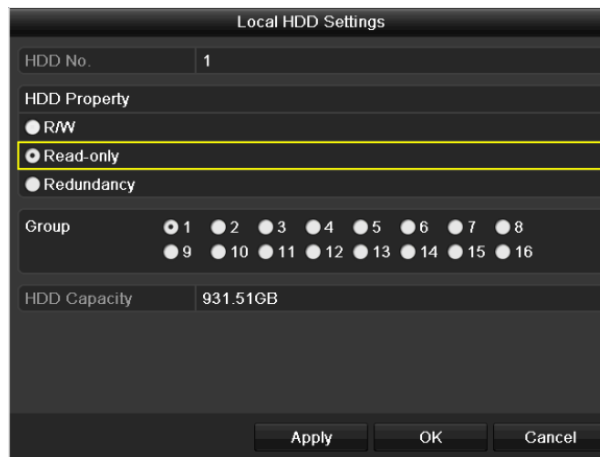 Local HDD Settings
HDD No. 1
HDD Property
R/W
Read-only
Redundancy
Group 1 2 3 4 5 6 7 8
9 10 11 12 13 14 15 16
HDD Capacity 931.51GB
Apply OK Cancel